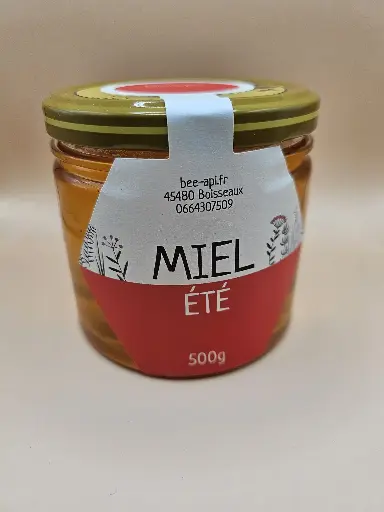 bee-api.fr
45480 Boisseaux
0664307509
MIEL
ÉTÉ
500g